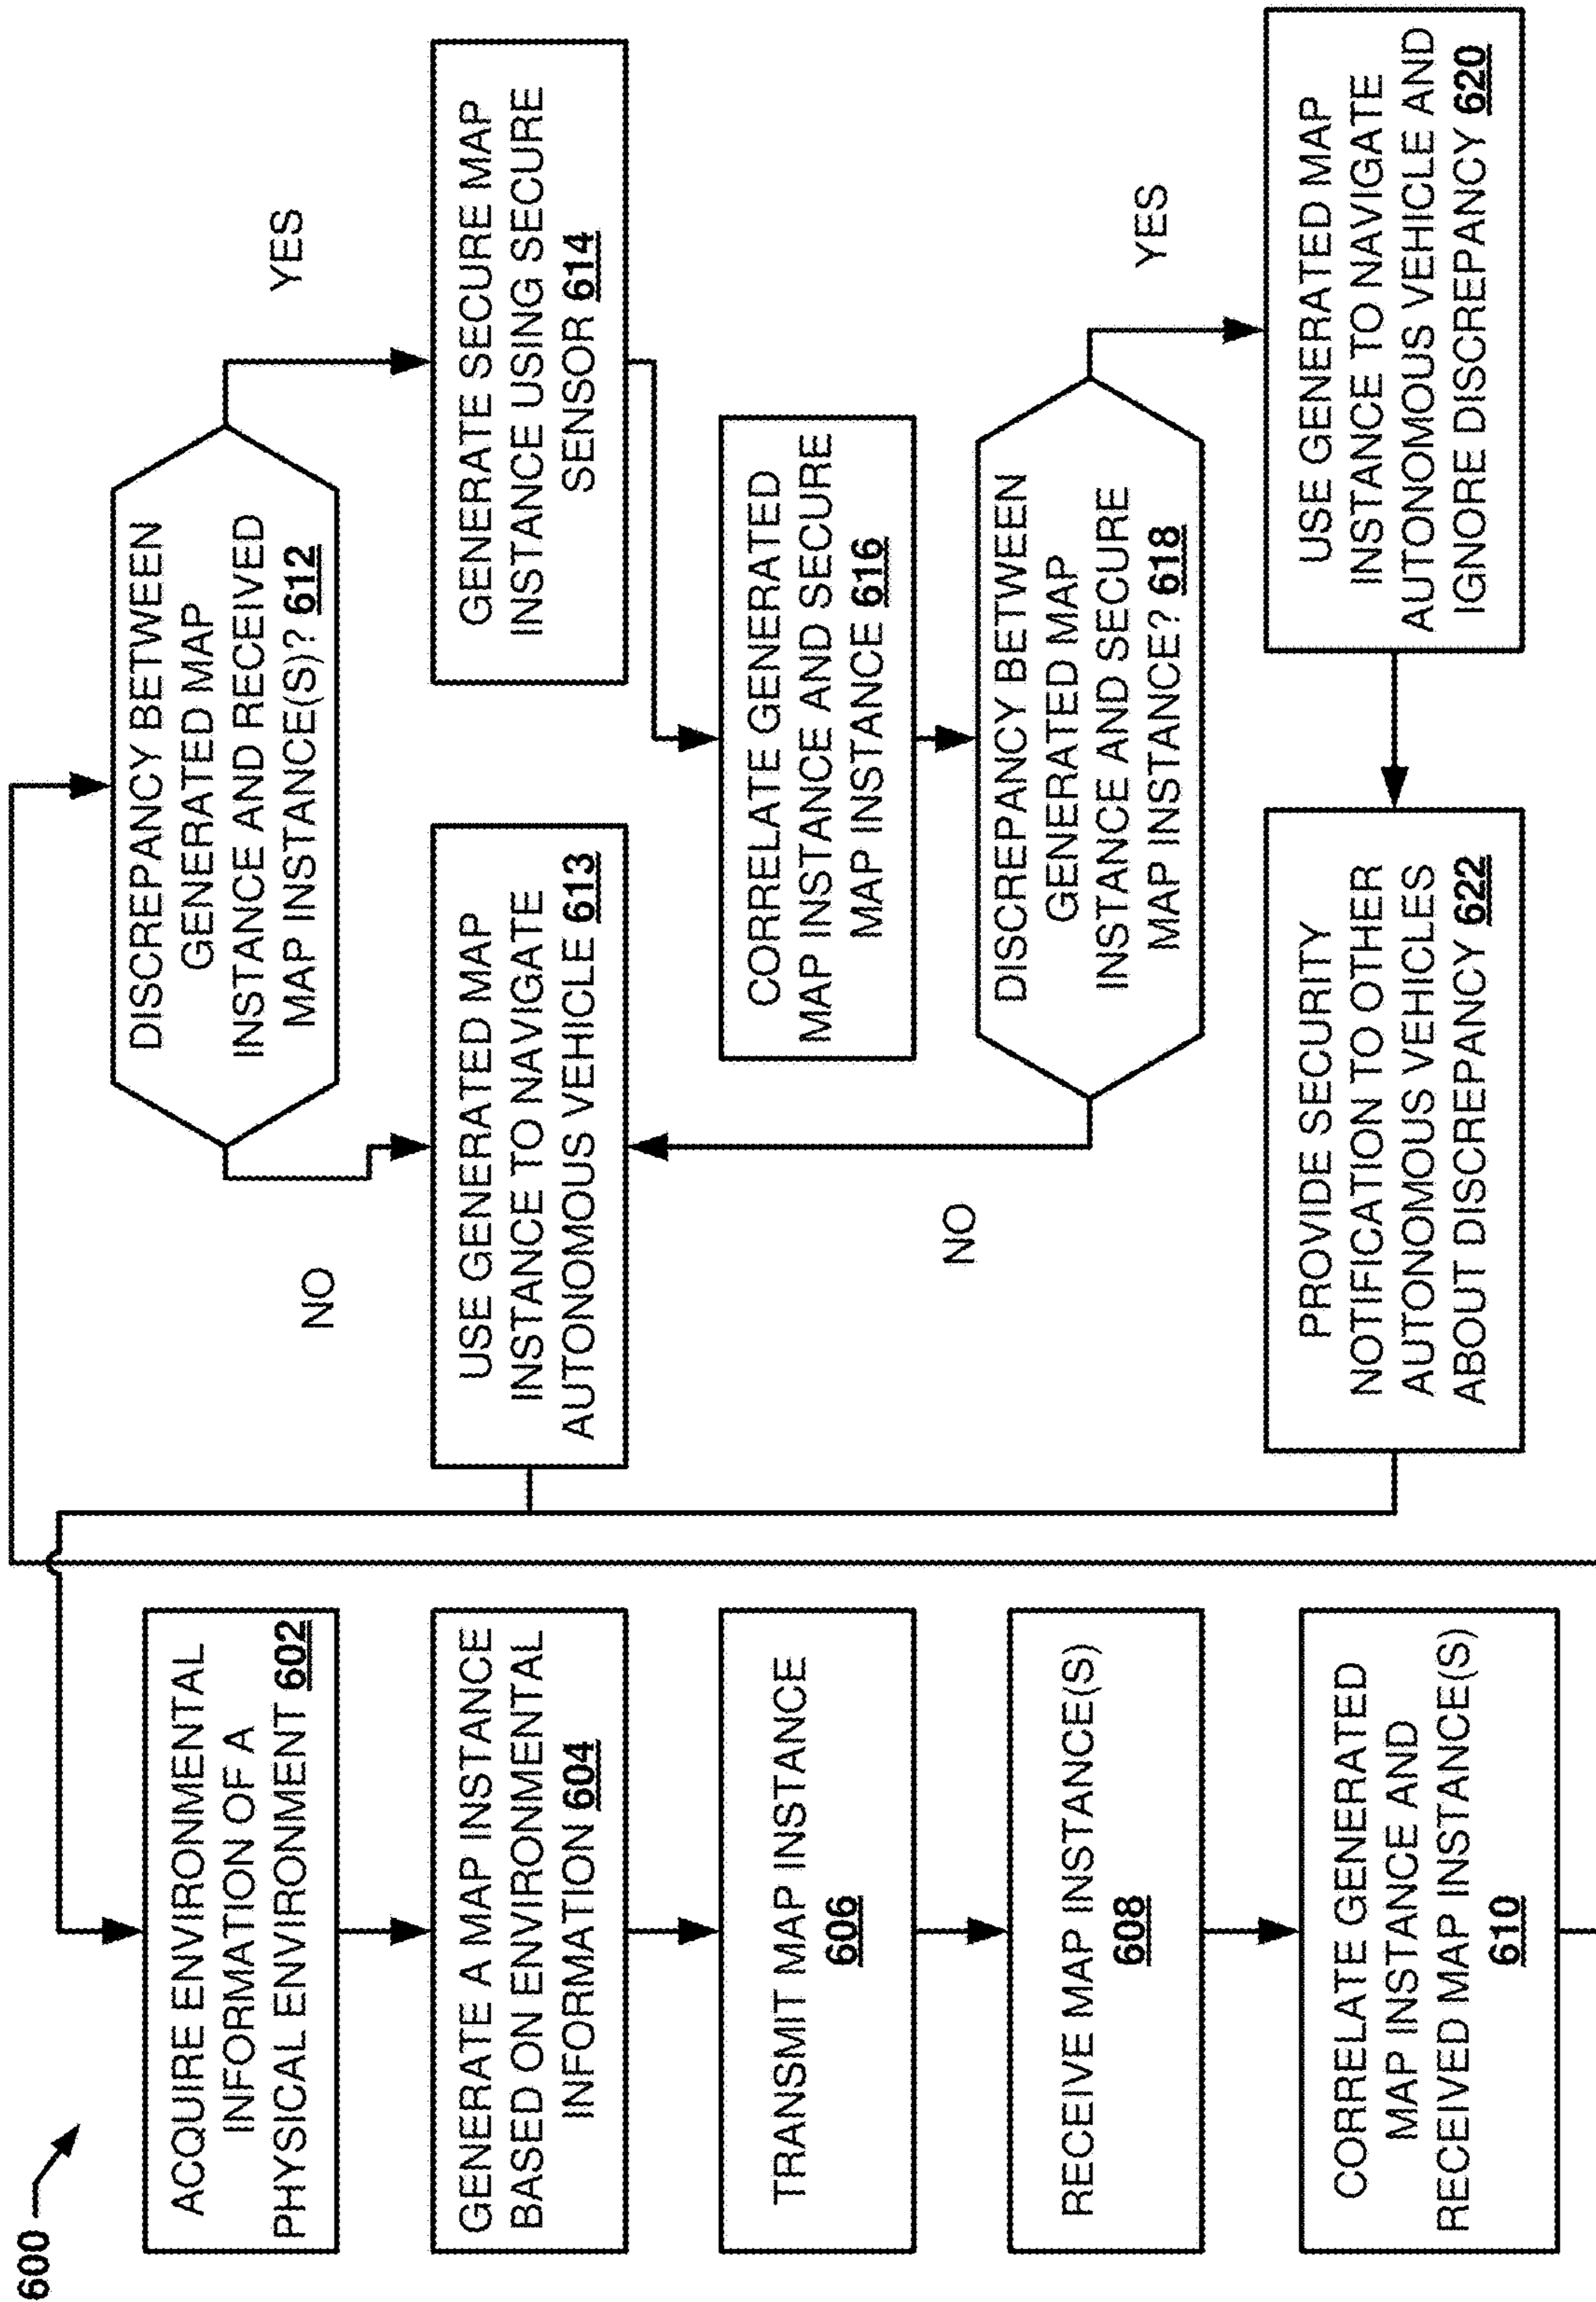 600
ACQUIRE ENVIRONMENTAL
INFORMATION OF A
PHYSICAL ENVIRONMENT 602
GENERATE A MAP INSTANCE
BASED ON ENVIRONMENTAL
INFORMATION 604
TRANSMIT MAP INSTANCE
606
RECEIVE MAP INSTANCE(S)
608
CORRELATE GENERATED
MAP INSTANCE AND
RECEIVED MAP INSTANCE(S)
610
DISCREPANCY BETWEEN
GENERATED MAP
INSTANCE AND RECEIVED
MAP INSTANCE(S)? 612
NO
YES
USE GENERATED MAP
INSTANCE TO NAVIGATE
AUTONOMOUS VEHICLE 613
GENERATE SECURE MAP
INSTANCE USING SECURE
SENSOR 614
CORRELATE GENERATED
MAP INSTANCE AND SECURE
MAP INSTANCE 616
DISCREPANCY BETWEEN
GENERATED MAP
INSTANCE AND SECURE
MAP INSTANCE? 618
NO
YES
PROVIDE SECURITY
NOTIFICATION TO OTHER
AUTONOMOUS VEHICLES
ABOUT DISCREPANCY 622
USE GENERATED MAP
INSTANCE TO NAVIGATE
AUTONOMOUS VEHICLE AND
IGNORE DISCREPANCY 620